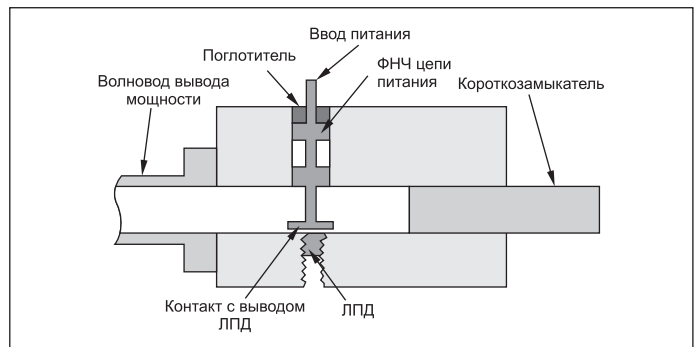 Ввод питания
Поглотитель
ФНЧ цепи
питания
Волновод вывода
мощности
Короткозамыкатель
Контакт с выводом
ЛПД
ЛПД